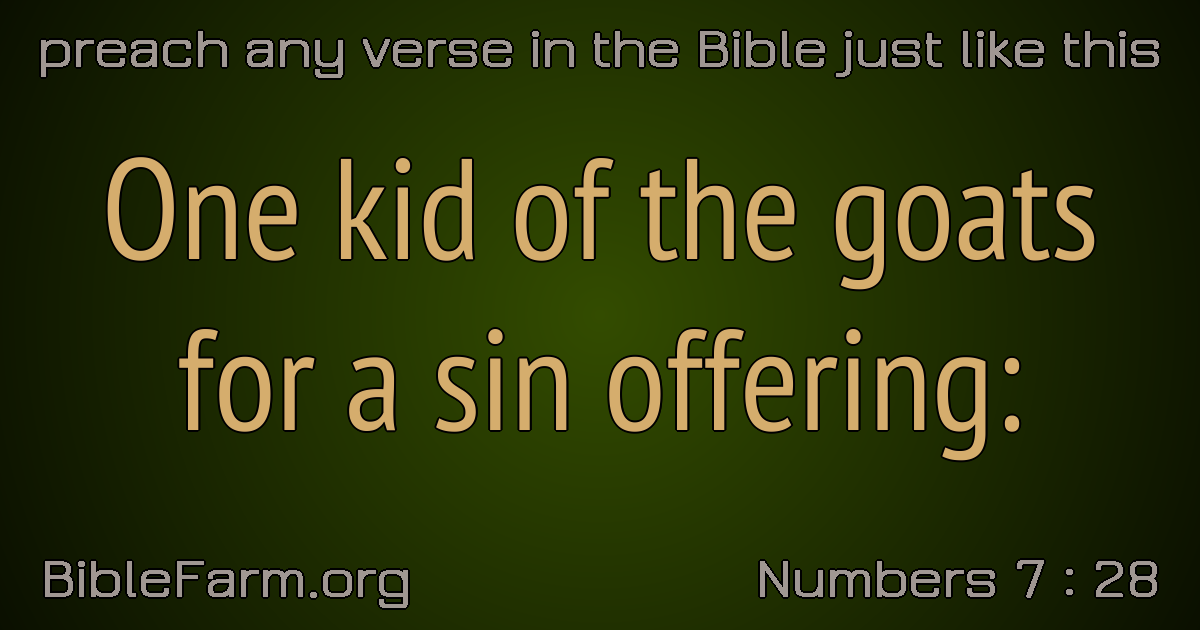 preach any verse in the Bible just like this
One kid of the goats
for a sin offering:
BibleFarm.org
Numbers 7 : 28